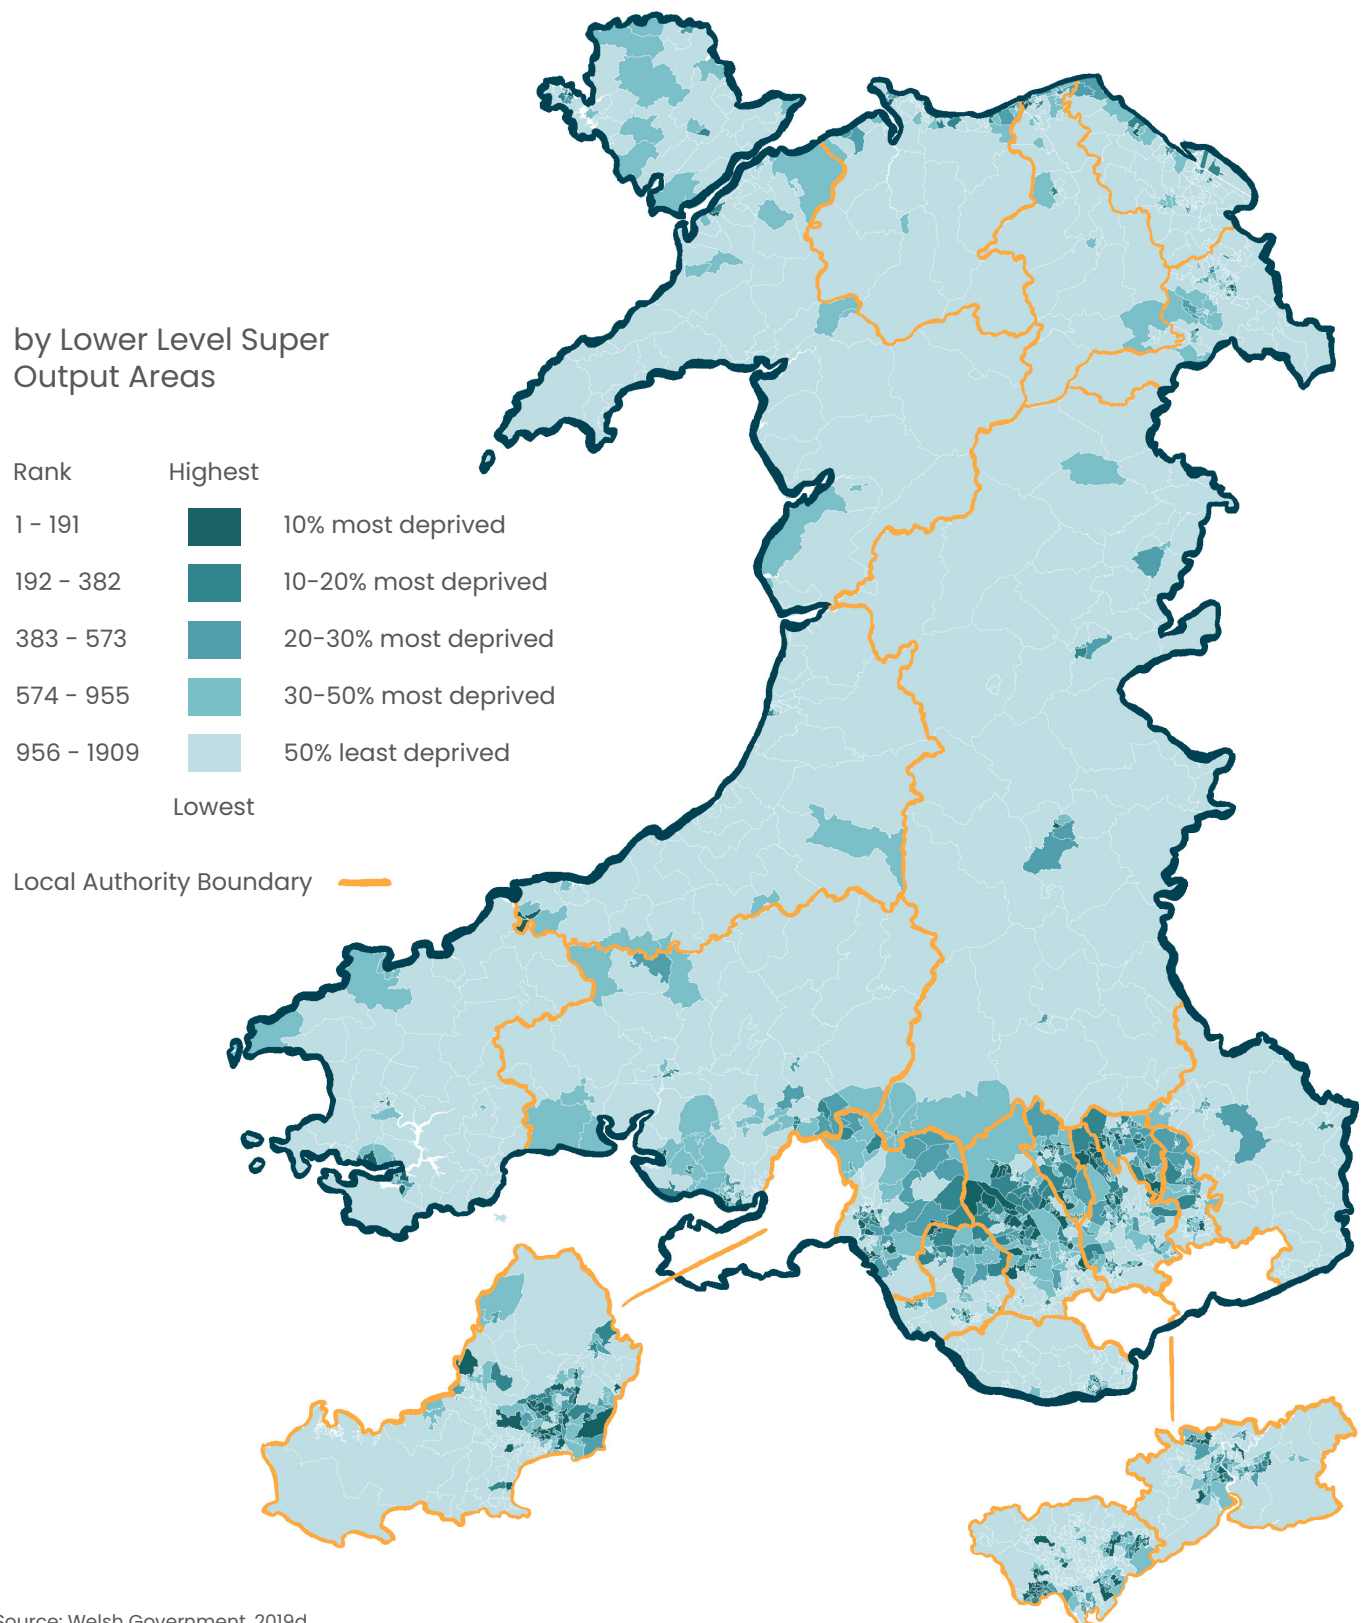 by Lower Level Super
Output Areas
Rank Highest
1 - 191 10% most deprived
192 - 382 10-20% most deprived
383 - 573 20-30% most deprived
574 - 955 30-50% most deprived
956 - 1909 50% least deprived
Lowest
Local Authority Boundary
Source: Welsh Government, 2019d